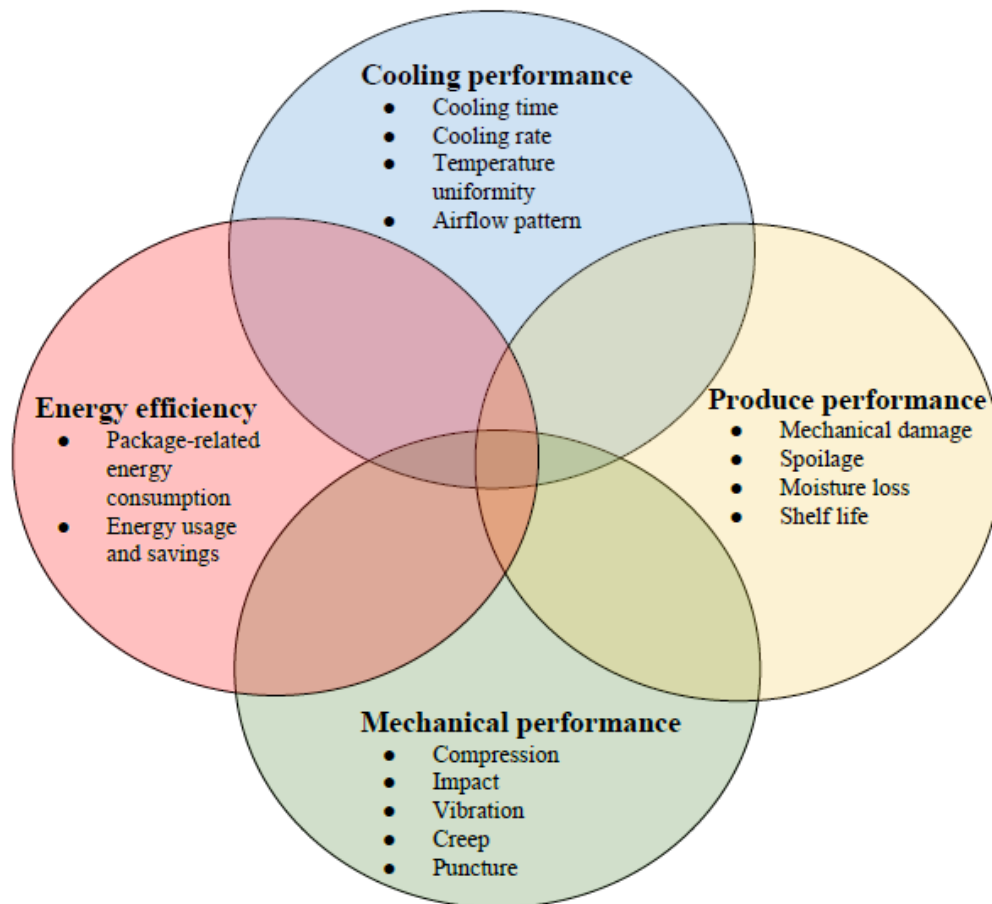 Cooling performance
● Cooling time
● Cooling rate
● Temperature
uniformity
● Airflow pattern
Energy efficiency
● Package-related
energy
consumption
● Energy usage
and savings
Produce performance
● Mechanical damage
● Spoilage
● Moisture loss
● Shelf life
Mechanical performance
● Compression
● Impact
● Vibration
● Creep
● Puncture